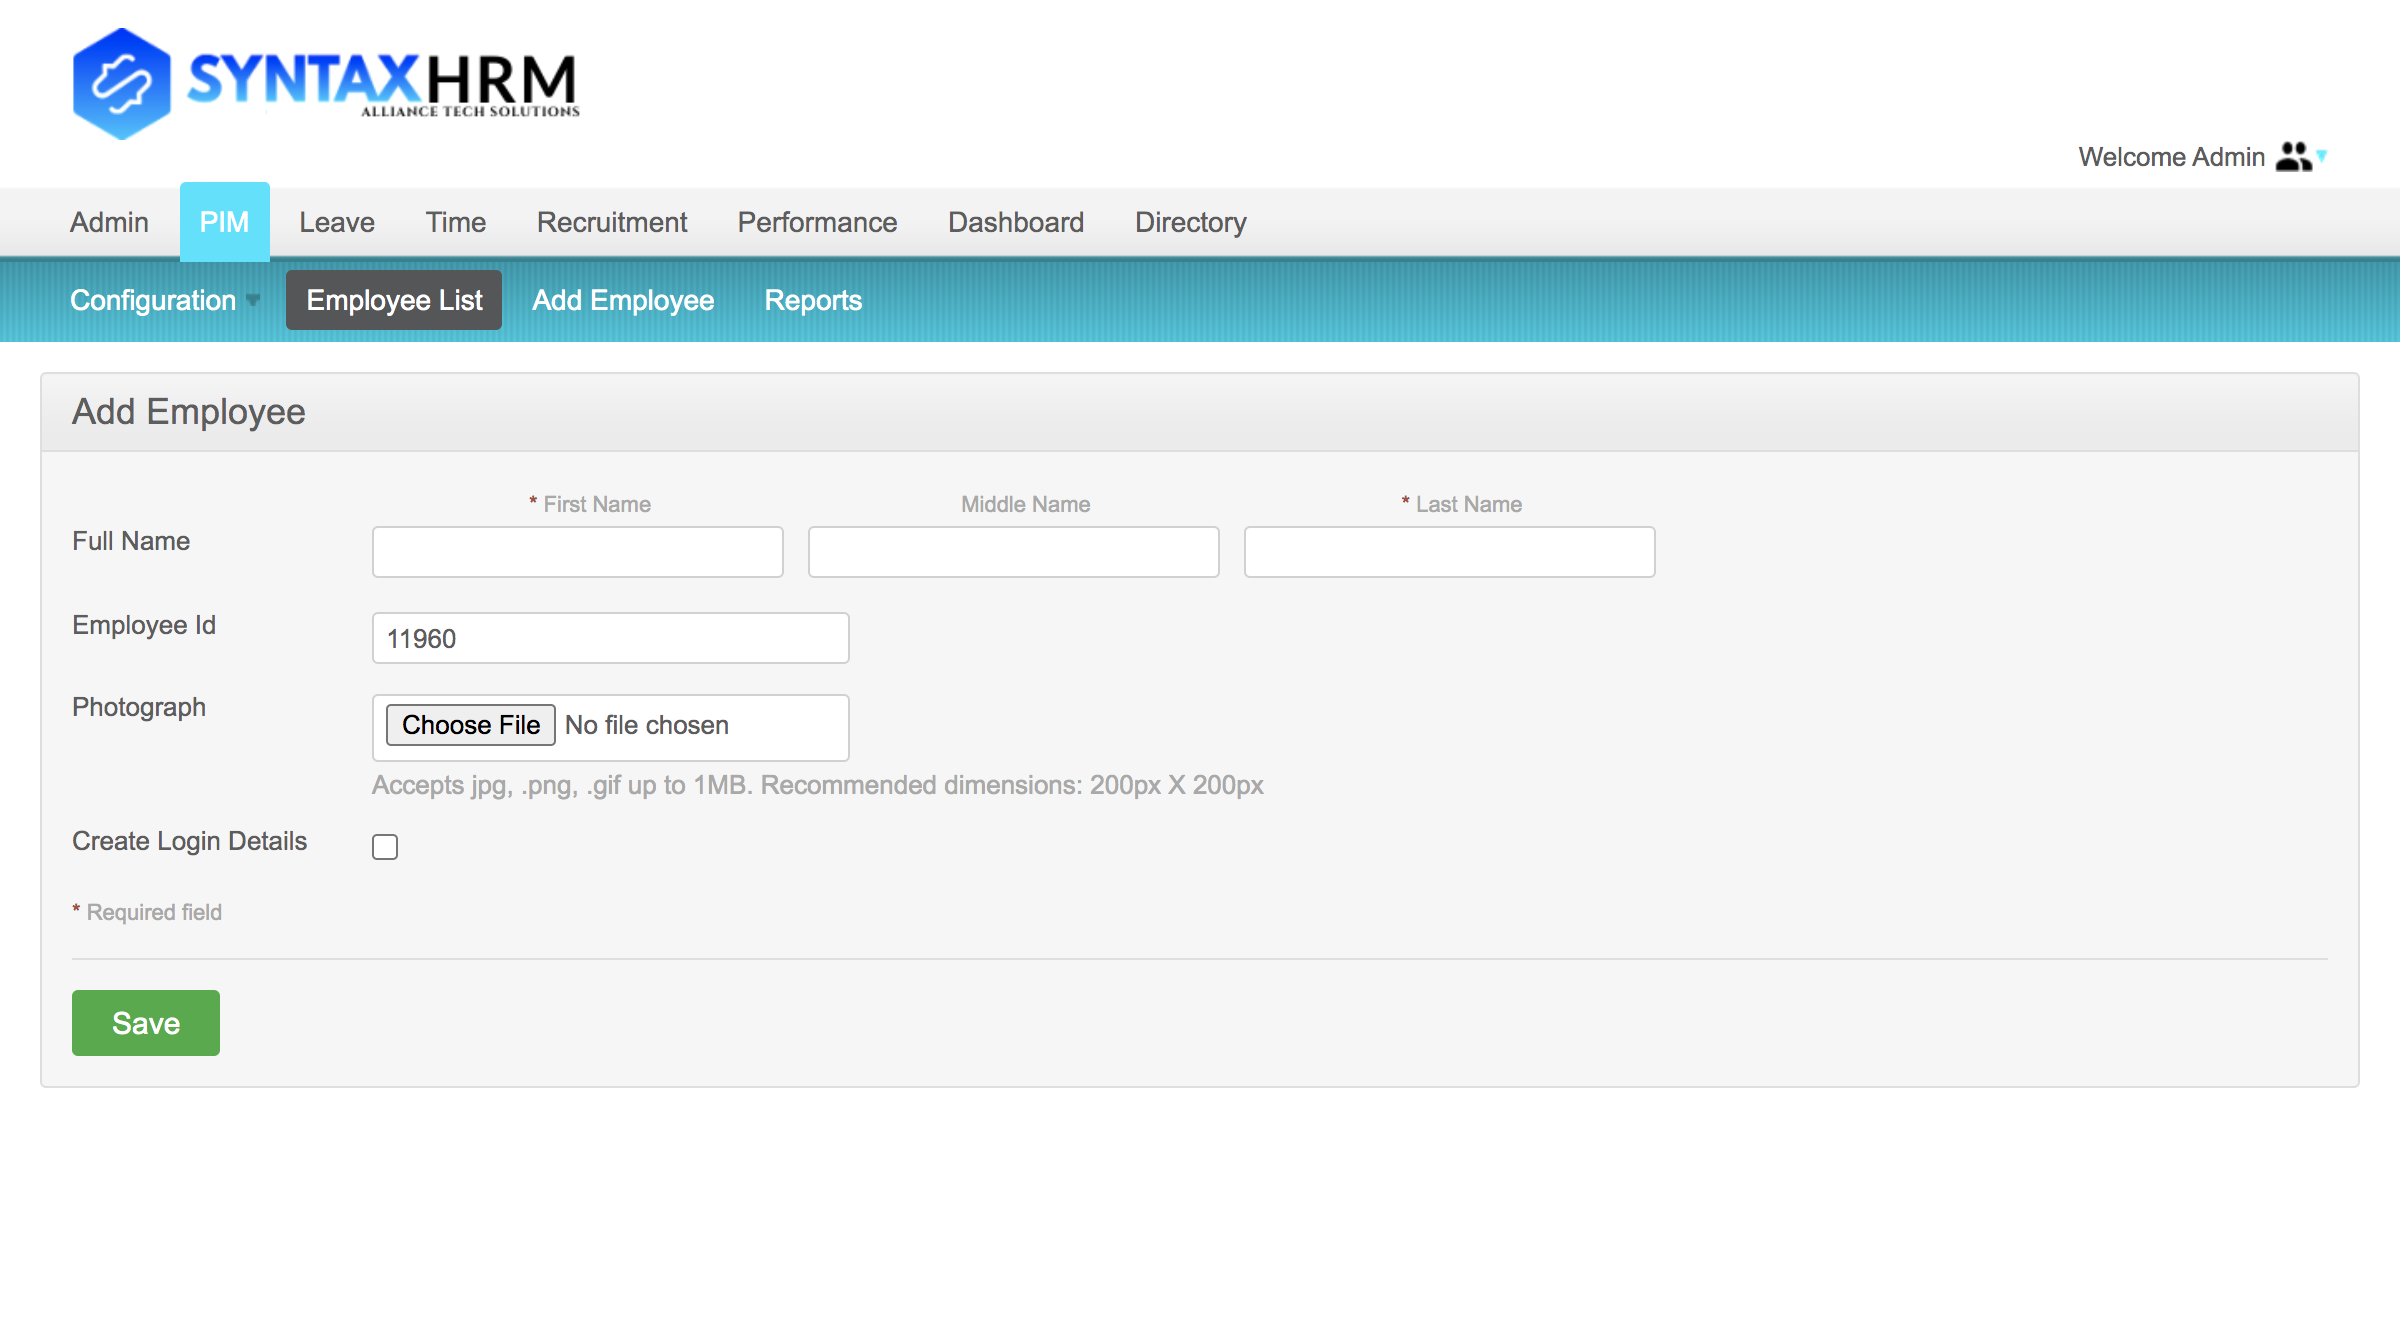 SYNTAXHRM
ALLIANCE TECH SOLUTIONS
Welcome Admin
Admin PIM Leave Time Recruitment Performance Dashboard Directory
Configuration Employee List Add Employee Reports
Add Employee
* First Name Middle Name * Last Name
Full Name
Employee Id 11960
Photograph Choose File No file chosen
Accepts jpg, .png, .gif up to 1MB. Recommended dimensions: 200px X 200px
Create Login Details
* Required field
Save